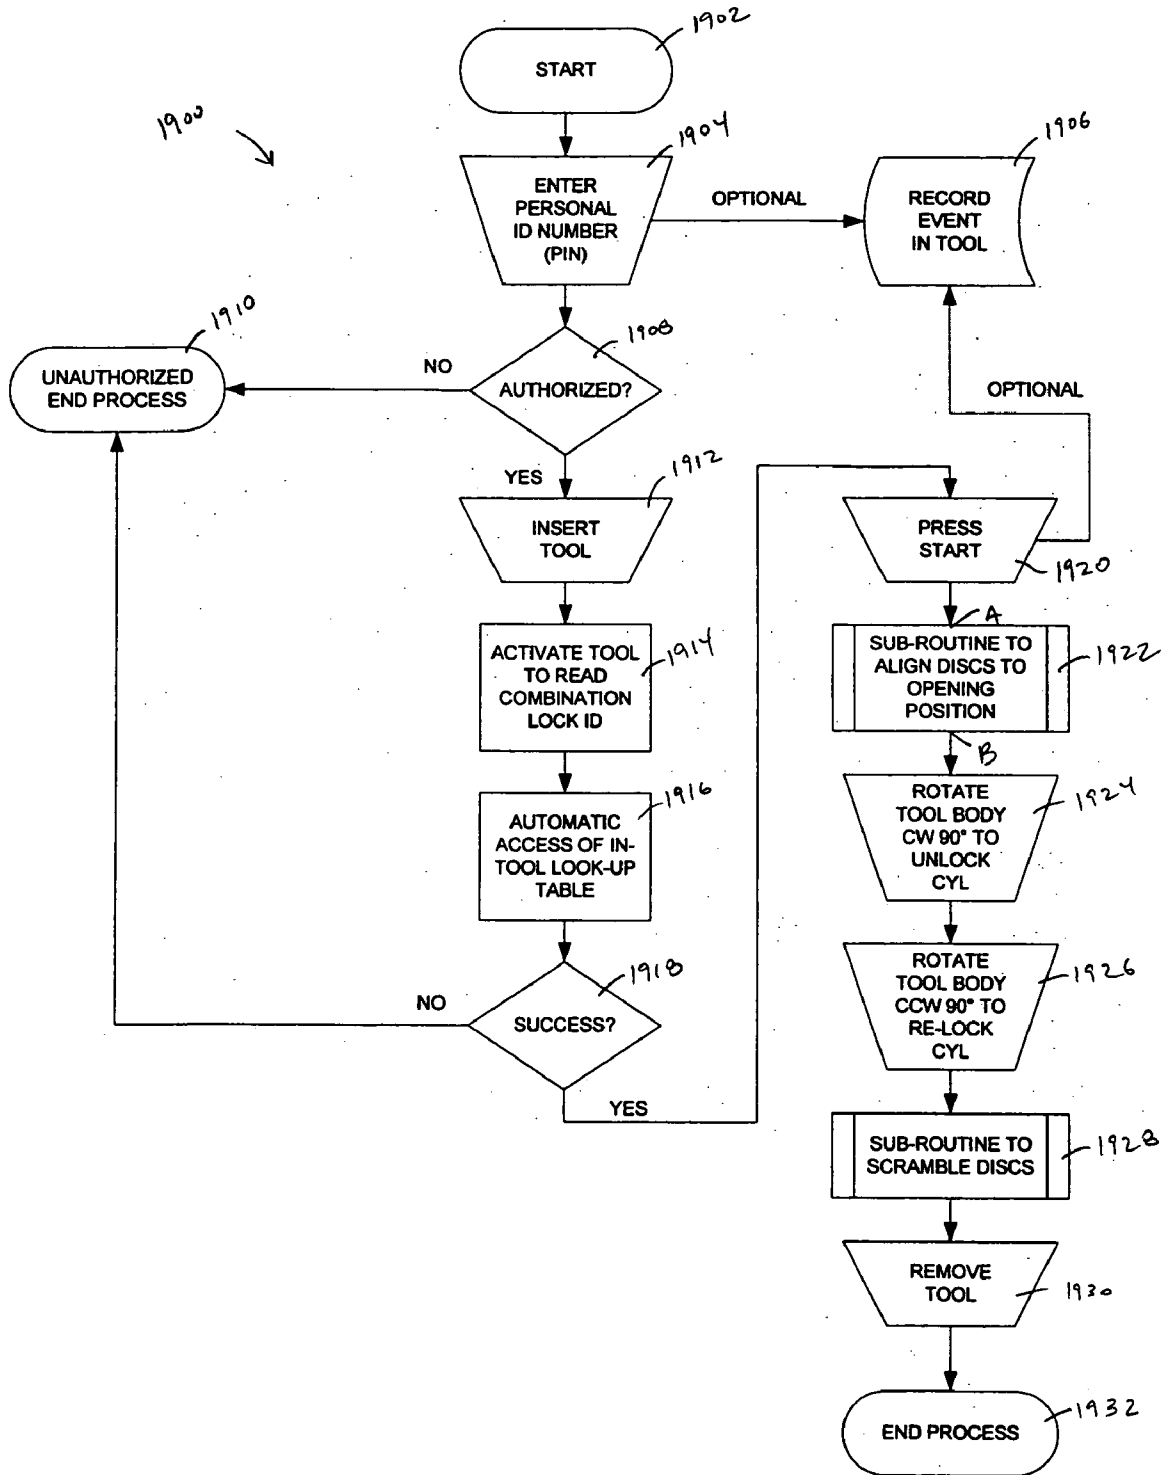 1902
START
1900
1904
ENTER
PERSONAL
ID NUMBER
(PIN)
OPTIONAL
1906
RECORD
EVENT
IN TOOL
1910
UNAUTHORIZED
END PROCESS
NO
1908
AUTHORIZED?
OPTIONAL
YES
1912
INSERT
TOOL
1914
ACTIVATE TOOL
TO READ
COMBINATION
LOCK ID
1916
AUTOMATIC
ACCESS OF IN-
TOOL LOOK-UP
TABLE
1918
NO
SUCCESS?
YES
PRESS
START
1920
A
SUB-ROUTINE TO
ALIGN DISCS TO
OPENING
POSITION
1922
B
ROTATE
TOOL BODY
CW 90° TO
UNLOCK
CYL
1924
ROTATE
TOOL BODY
CCW 90° TO
RE-LOCK
CYL
1926
SUB-ROUTINE TO
SCRAMBLE DISCS
1928
REMOVE
TOOL
1930
END PROCESS
1932